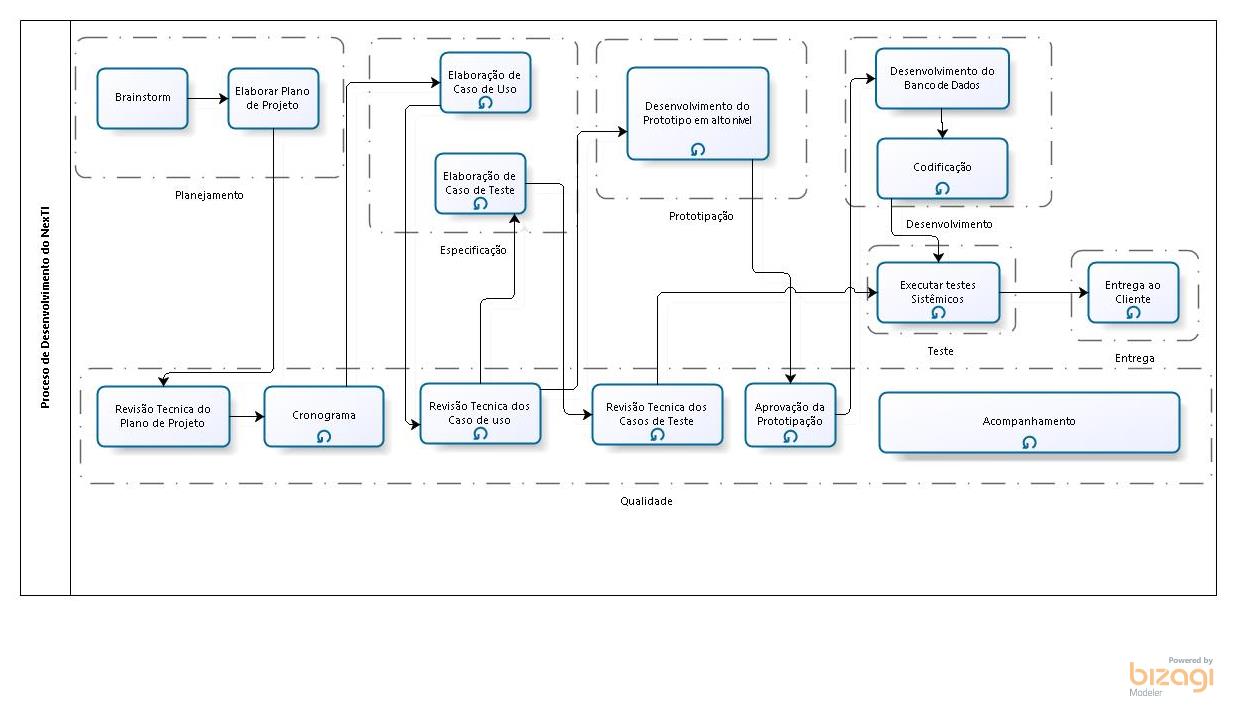 Proceso de Desenvolvimento do NexTI
Brainstorm
Elaborar Plano
de Projeto
Planejamento
Elaboração de
Caso de Uso
Elaboração de
Caso de Teste
Especificação
Desenvolvimento do
Prototipo em alto nivel
Prototipação
Desenvolvimento do
Banco de Dados
Codificação
Desenvolvimento
Executar testes
Sistêmicos
Teste
Entrega ao
Cliente
Entrega
Revisão Tecnica do
Plano de Projeto
Cronograma
Revisão Tecnica dos
Caso de uso
Revisão Tecnica dos
Casos de Teste
Aprovação da
Prototipação
Acompanhamento
Qualidade
Powered by
bizagi
Modeler